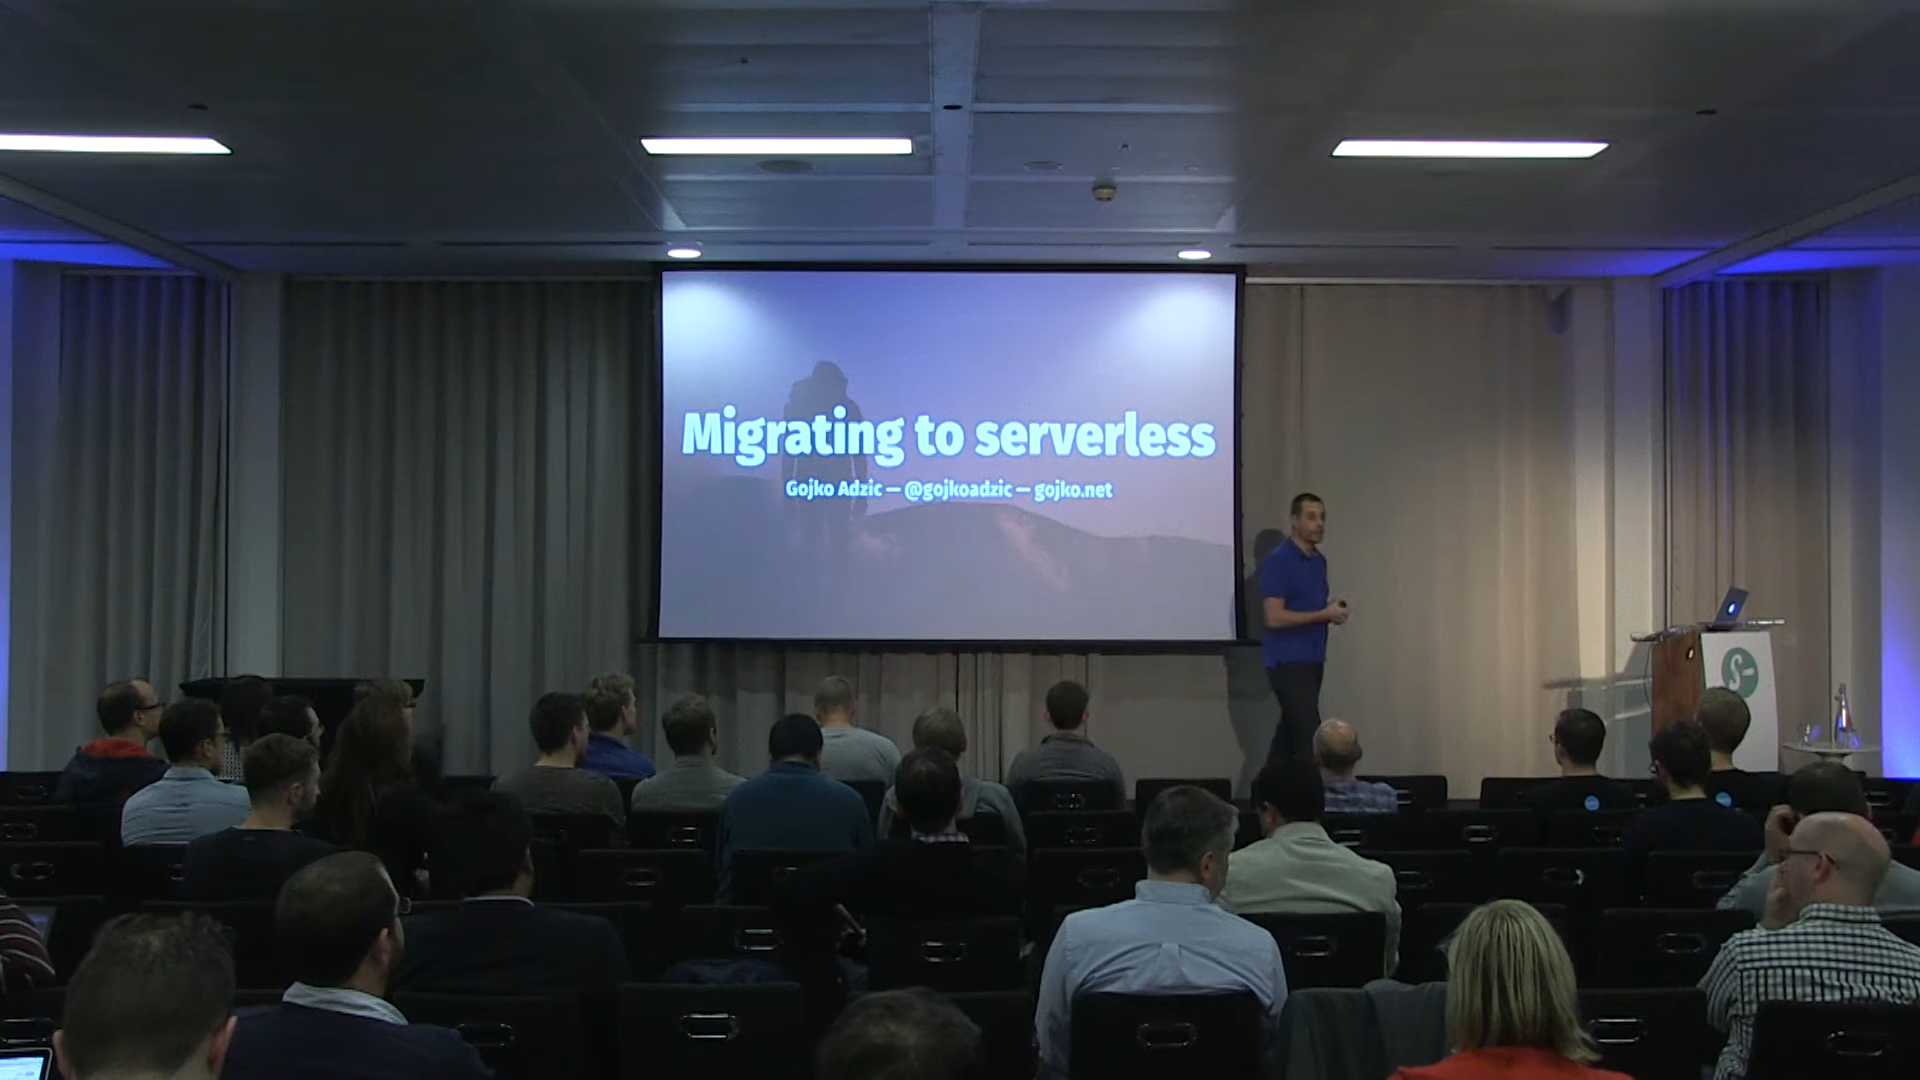 Migrating to serverless
Gojko Adzic — @gojkoadzic — gojko.net
S-